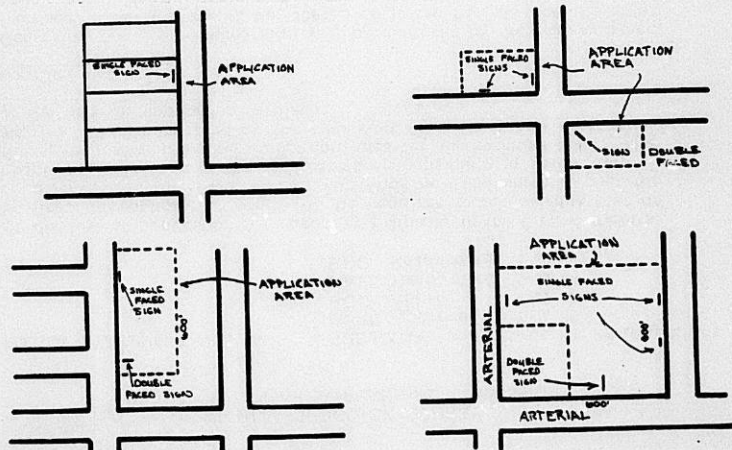 SINGLE FACED
SIGN
APPLICATION
AREA
SINGLE FACED
SIGNS
APPLICATION
AREA
SIGN
DOUBLE
FACED
SINGLE
FACED
SIGN
APPLICATION
AREA
600'
DOUBLE
FACED SIGN
APPLICATION
AREA
SINGLE FACED
SIGNS
600'
ARTERIAL
DOUBLE
FACED
SIGN
600'
ARTERIAL